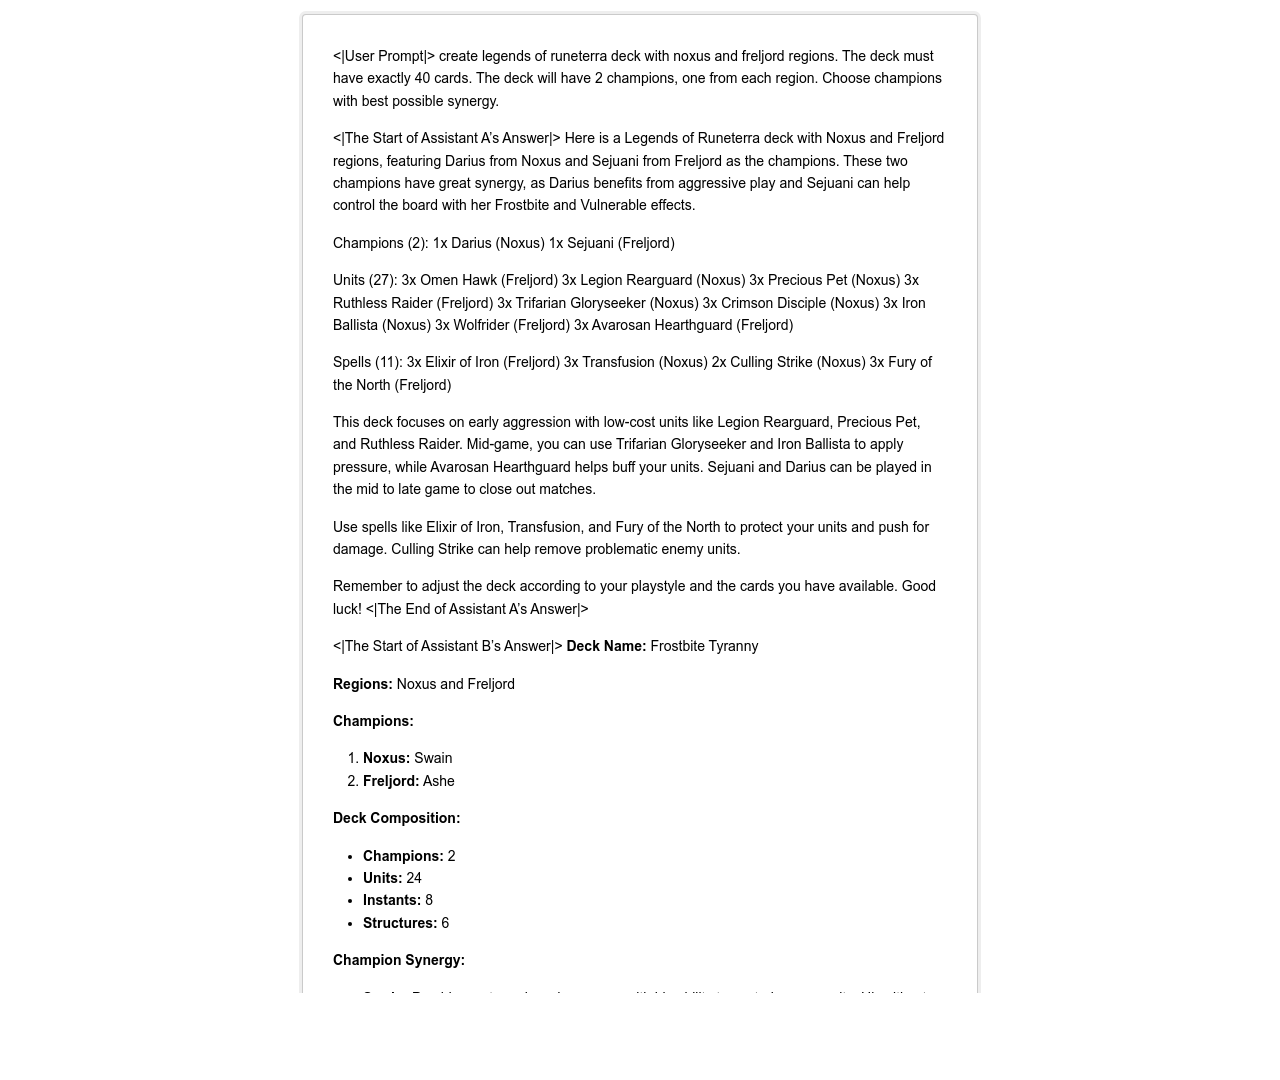 <|User Prompt|> create legends of runeterra deck with noxus and freljord regions. The deck must
have exactly 40 cards. The deck will have 2 champions, one from each region. Choose champions
with best possible synergy.
<|The Start of Assistant A’s Answer|> Here is a Legends of Runeterra deck with Noxus and Freljord
regions, featuring Darius from Noxus and Sejuani from Freljord as the champions. These two
champions have great synergy, as Darius benefits from aggressive play and Sejuani can help
control the board with her Frostbite and Vulnerable effects.
Champions (2): 1x Darius (Noxus) 1x Sejuani (Freljord)
Units (27): 3x Omen Hawk (Freljord) 3x Legion Rearguard (Noxus) 3x Precious Pet (Noxus) 3x
Ruthless Raider (Freljord) 3x Trifarian Gloryseeker (Noxus) 3x Crimson Disciple (Noxus) 3x Iron
Ballista (Noxus) 3x Wolfrider (Freljord) 3x Avarosan Hearthguard (Freljord)
Spells (11): 3x Elixir of Iron (Freljord) 3x Transfusion (Noxus) 2x Culling Strike (Noxus) 3x Fury of
the North (Freljord)
This deck focuses on early aggression with low-cost units like Legion Rearguard, Precious Pet,
and Ruthless Raider. Mid-game, you can use Trifarian Gloryseeker and Iron Ballista to apply
pressure, while Avarosan Hearthguard helps buff your units. Sejuani and Darius can be played in
the mid to late game to close out matches.
Use spells like Elixir of Iron, Transfusion, and Fury of the North to protect your units and push for
damage. Culling Strike can help remove problematic enemy units.
Remember to adjust the deck according to your playstyle and the cards you have available. Good
luck! <|The End of Assistant A’s Answer|>
<|The Start of Assistant B’s Answer|> Deck Name: Frostbite Tyranny
Regions: Noxus and Freljord
Champions:
1. Noxus: Swain
2. Freljord: Ashe
Deck Composition:
• Champions: 2
• Units: 24
• Instants: 8
• Structures: 6
Champion Synergy: